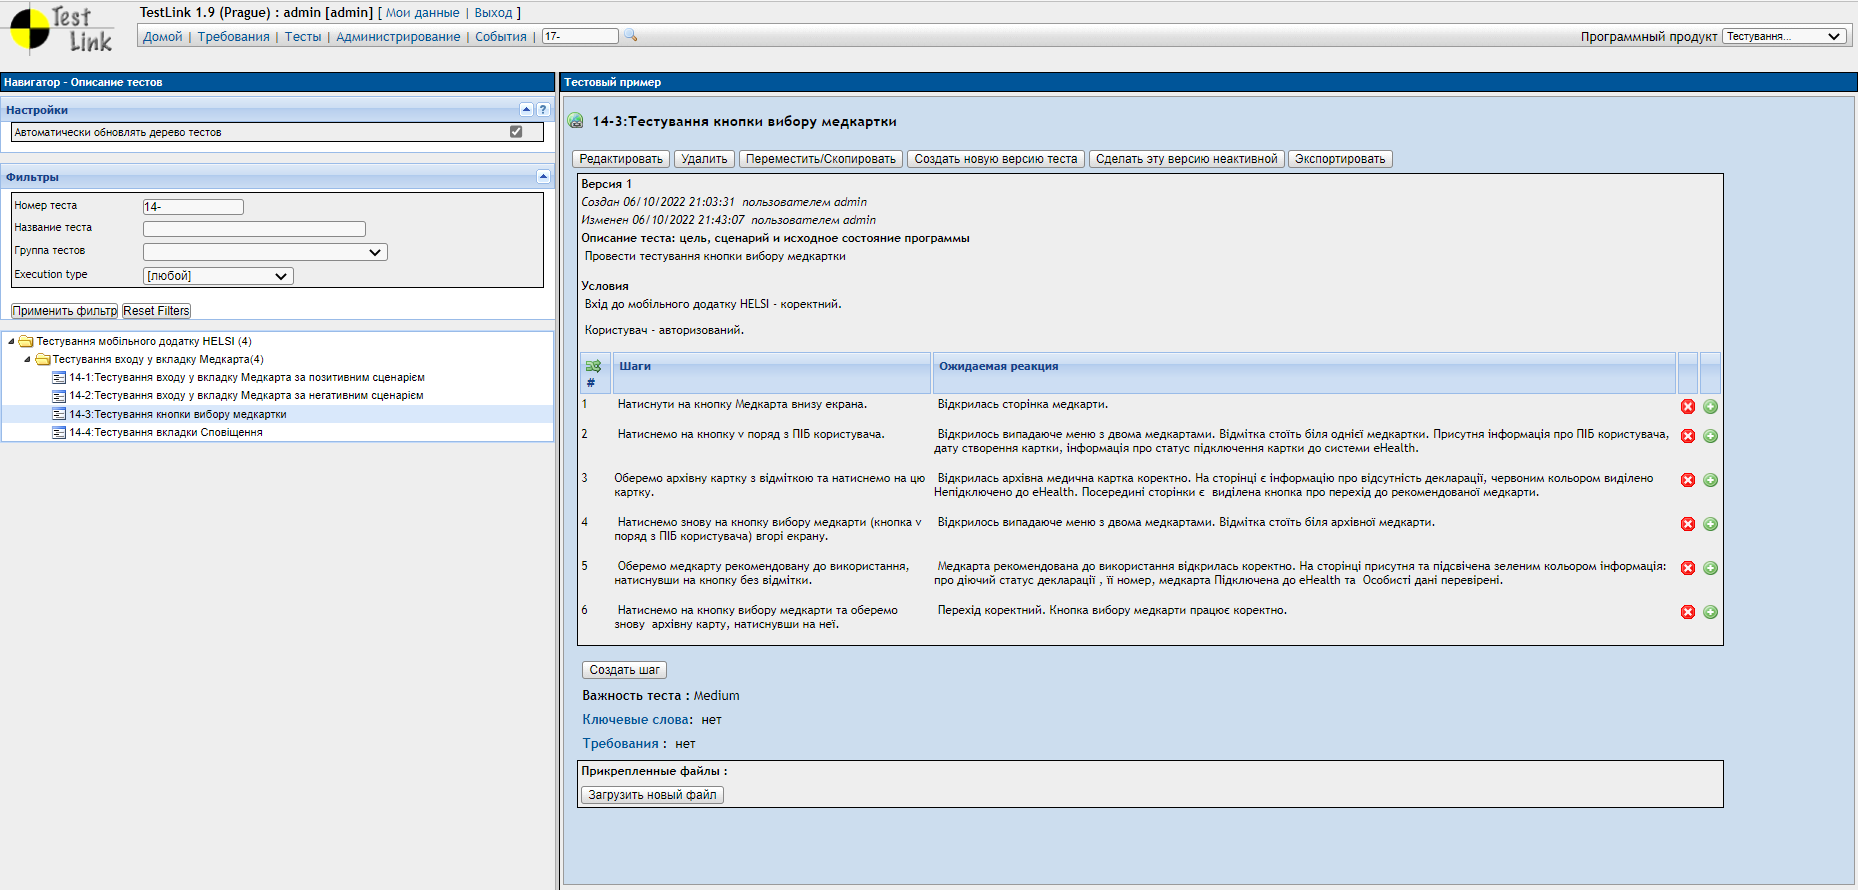 Test Link
TestLink 1.9 (Prague) : admin [admin] [ Мои данные | Выход ]
Домой | Требования | Тесты | Администрирование | События | 17-
Программный продукт Тестування...
Навигатор - Описание тестов
Настройки
?
Автоматически обновлять дерево тестов
Фильтры
Номер теста 14-
Название теста
Группа тестов
Execution type [любой]
Применить фильтр Reset Filters
Тестування мобільного додатку HELSI (4)
Тестування входу у вкладку Медкарта(4)
14-1:Тестування входу у вкладку Медкарта за позитивним сценарієм
14-2:Тестування входу у вкладку Медкарта за негативним сценарієм
14-3:Тестування кнопки вибору медкартки
14-4:Тестування вкладки Сповіщення
Тестовый пример
14-3:Тестування кнопки вибору медкартки
Редактировать Удалить Переместить/Скопировать Создать новую версию теста Сделать эту версию неактивной Экспортировать
Версия 1
Создан 06/10/2022 21:03:31 пользователем admin
Изменен 06/10/2022 21:43:07 пользователем admin
Описание теста: цель, сценарий и исходное состояние программы
Провести тестування кнопки вибору медкартки
Условия
Вхід до мобільного додатку HELSI - коректний.
Користувач - авторизований.
# Шаги Ожидаемая реакция
1 Натиснути на кнопку Медкарта внизу екрана. Відкрилась сторінка медкарти.
2 Натиснемо на кнопку v поряд з ПІБ користувача. Відкрилось випадаюче меню з двома медкартами. Відмітка стоїть біля однієї медкартки. Присутня інформація про ПІБ користувача,
дату створення картки, інформація про статус підключення картки до системи eHealth.
3 Оберемо архівну картку з відміткою та натиснемо на цю
картку.
Відкрилась архівна медична картка коректно. На сторінці є інформацію про відсутність декларації, червоним кольором виділено
Непідключено до eHealth. Посередині сторінки є виділена кнопка про перехід до рекомендованої медкарти.
4 Натиснемо знову на кнопку вибору медкарти (кнопка v
поряд з ПІБ користувача) вгорі екрану.
Відкрилось випадаюче меню з двома медкартами. Відмітка стоїть біля архівної медкарти.
5 Оберемо медкарту рекомендовану до використання,
натиснувши на кнопку без відмітки.
Медкарта рекомендована до використання відкрилась коректно. На сторінці присутня та підсвічена зеленим кольором інформація:
про діючий статус декларації , її номер, медкарта Підключена до eHealth та Особисті дані перевірені.
6 Натиснемо на кнопку вибору медкарти та оберемо
знову архівну карту, натиснувши на неї.
Перехід коректний. Кнопка вибору медкарти працює коректно.
Создать шаг
Важность теста : Medium
Ключевые слова: нет
Требования : нет
Прикрепленные файлы :
Загрузить новый файл